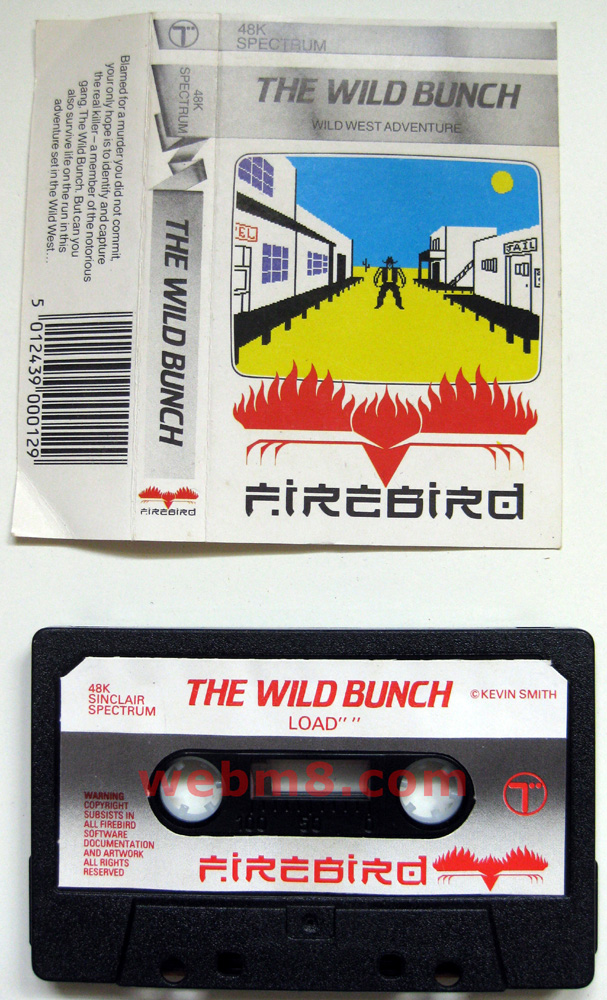 48K
SPECTRUM
THE WILD BUNCH
WILD WEST ADVENTURE
EL
JAIL
FIREBIRD
48K
SPECTRUM
THE WILD BUNCH
FIREBIRD
Blamed for a murder you did not commit,
your only hope is to identify and capture
the real killer – a member of the notorious
gang, The Wild Bunch. But can you
also survive life on the run in this
adventure set in the Wild West...
5 012439 000129
48K
SINCLAIR
SPECTRUM
THE WILD BUNCH
LOAD" "
© KEVIN SMITH
webm8.com
WARNING
COPYRIGHT
SUBSISTS IN
ALL FIREBIRD
SOFTWARE
DOCUMENTATION
AND ARTWORK
ALL RIGHTS
RESERVED
FIREBIRD